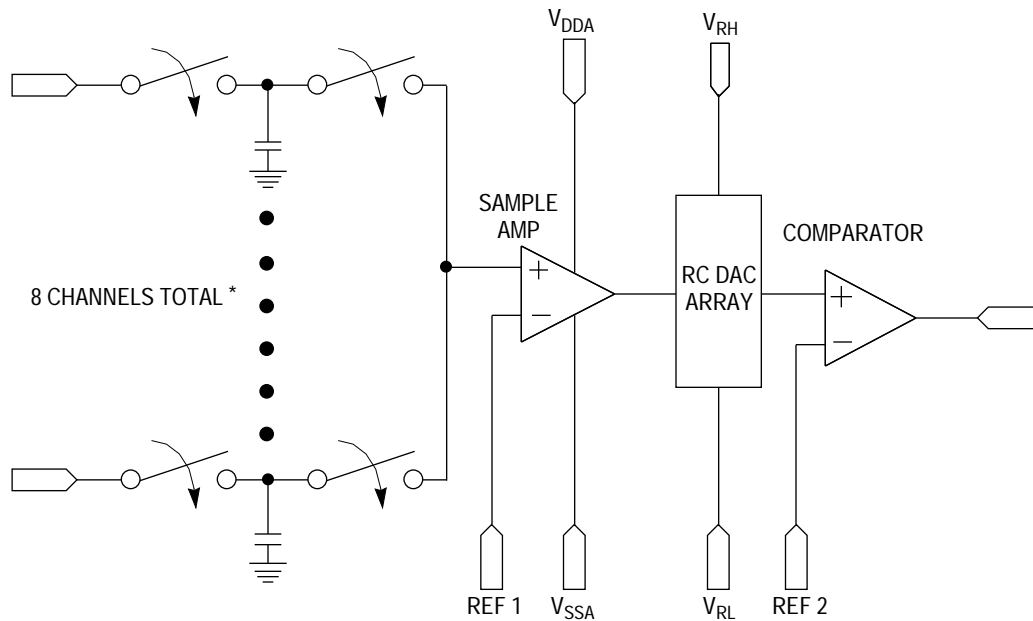 V_DDA
V_RH
SAMPLE
AMP
COMPARATOR
8 CHANNELS TOTAL *
+
−
RC DAC
ARRAY
+
−
REF 1
V_SSA
V_RL
REF 2